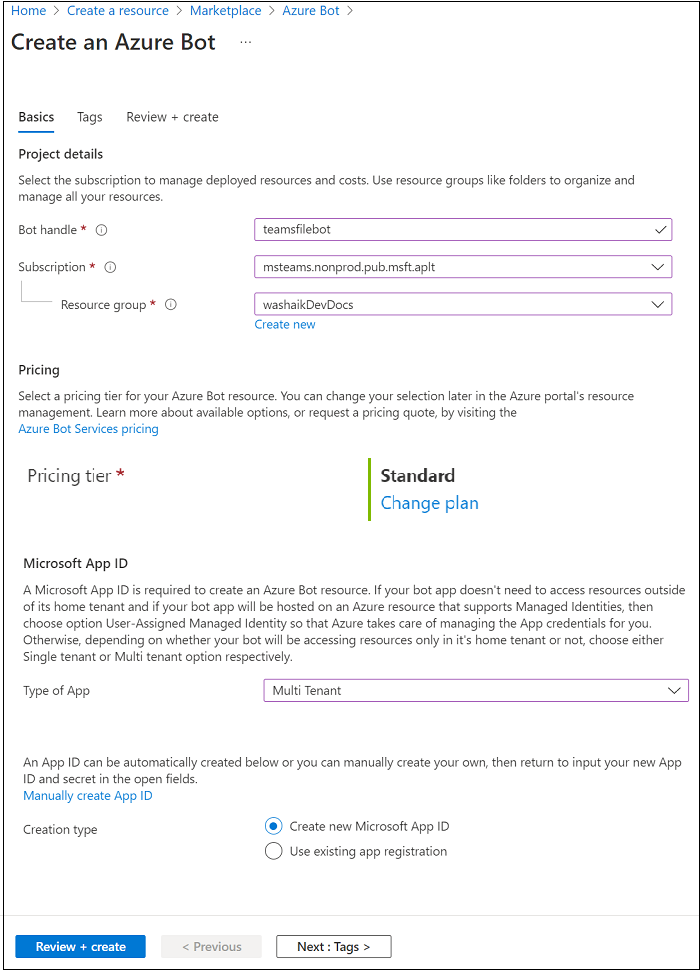 Home > Create a resource > Marketplace > Azure Bot >
Create an Azure Bot ...
Basics Tags Review + create
Project details
Select the subscription to manage deployed resources and costs. Use resource groups like folders to organize and
manage all your resources.
Bot handle * teamsfilebot
Subscription * msteams.nonprod.pub.msft.aplt
Resource group * washaikDevDocs
Create new
Pricing
Select a pricing tier for your Azure Bot resource. You can change your selection later in the Azure portal's resource
management. Learn more about available options, or request a pricing quote, by visiting the
Azure Bot Services pricing
Pricing tier * Standard
Change plan
Microsoft App ID
A Microsoft App ID is required to create an Azure Bot resource. If your bot app doesn't need to access resources outside
of its home tenant and if your bot app will be hosted on an Azure resource that supports Managed Identities, then
choose option User-Assigned Managed Identity so that Azure takes care of managing the App credentials for you.
Otherwise, depending on whether your bot will be accessing resources only in it's home tenant or not, choose either
Single tenant or Multi tenant option respectively.
Type of App Multi Tenant
An App ID can be automatically created below or you can manually create your own, then return to input your new App
ID and secret in the open fields.
Manually create App ID
Creation type Create new Microsoft App ID
Use existing app registration
Review + create < Previous Next : Tags >